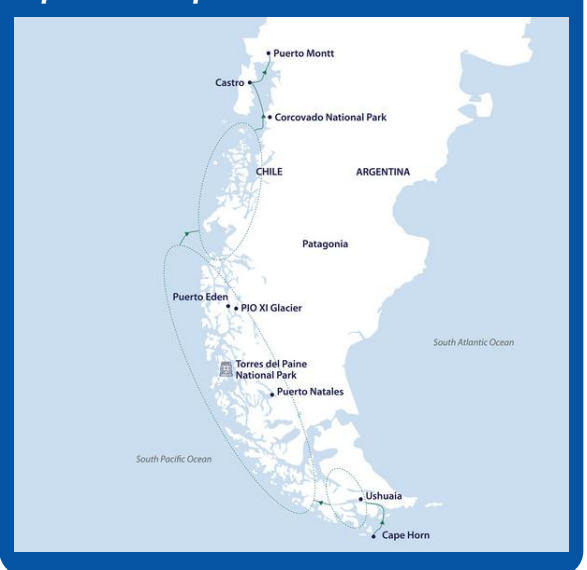 Puerto Montt
Castro
Corcovado National Park
CHILE
ARGENTINA
Patagonia
Puerto Eden
PIO XI Glacier
South Atlantic Ocean
Torres del Paine
National Park
Puerto Natales
South Pacific Ocean
Ushuaia
Cape Horn